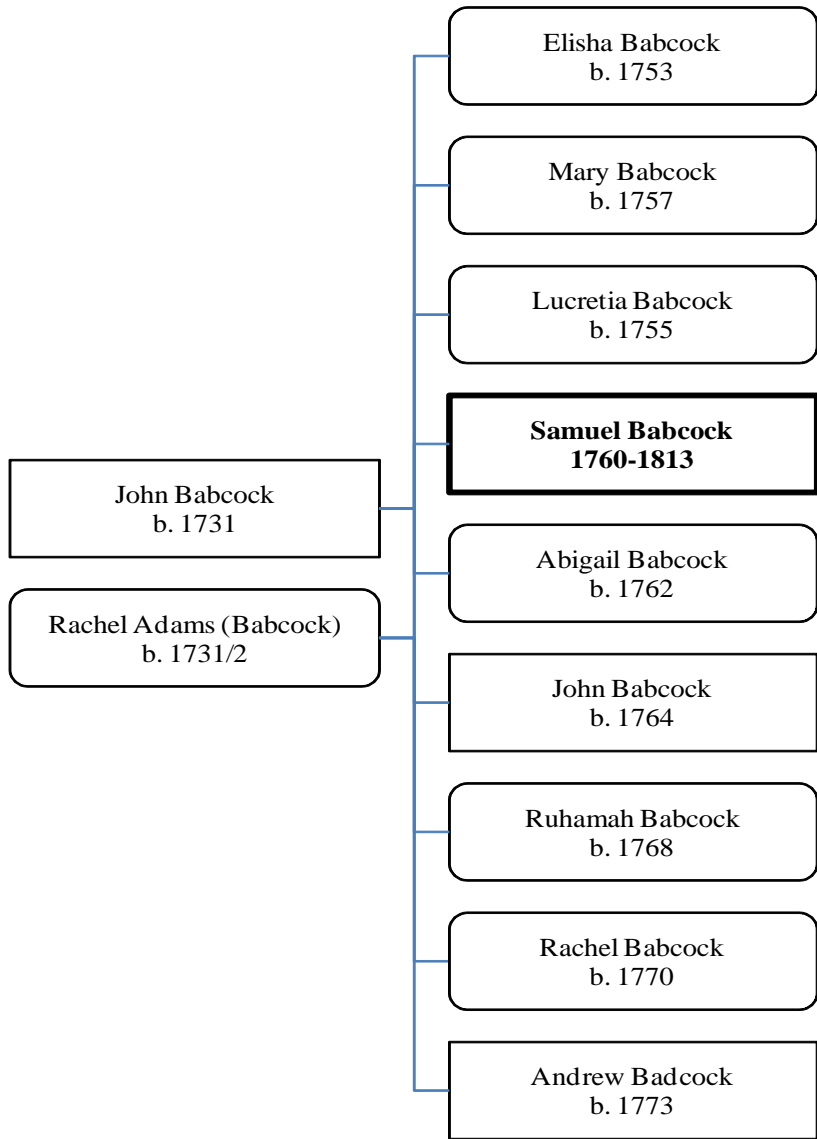 Elisha Babcock
b. 1753
Mary Babcock
b. 1757
Lucretia Babcock
b. 1755
Samuel Babcock
1760-1813
John Babcock
b. 1731
Abigail Babcock
b. 1762
Rachel Adams (Babcock)
b. 1731/2
John Babcock
b. 1764
Ruhamah Babcock
b. 1768
Rachel Babcock
b. 1770
Andrew Badcock
b. 1773